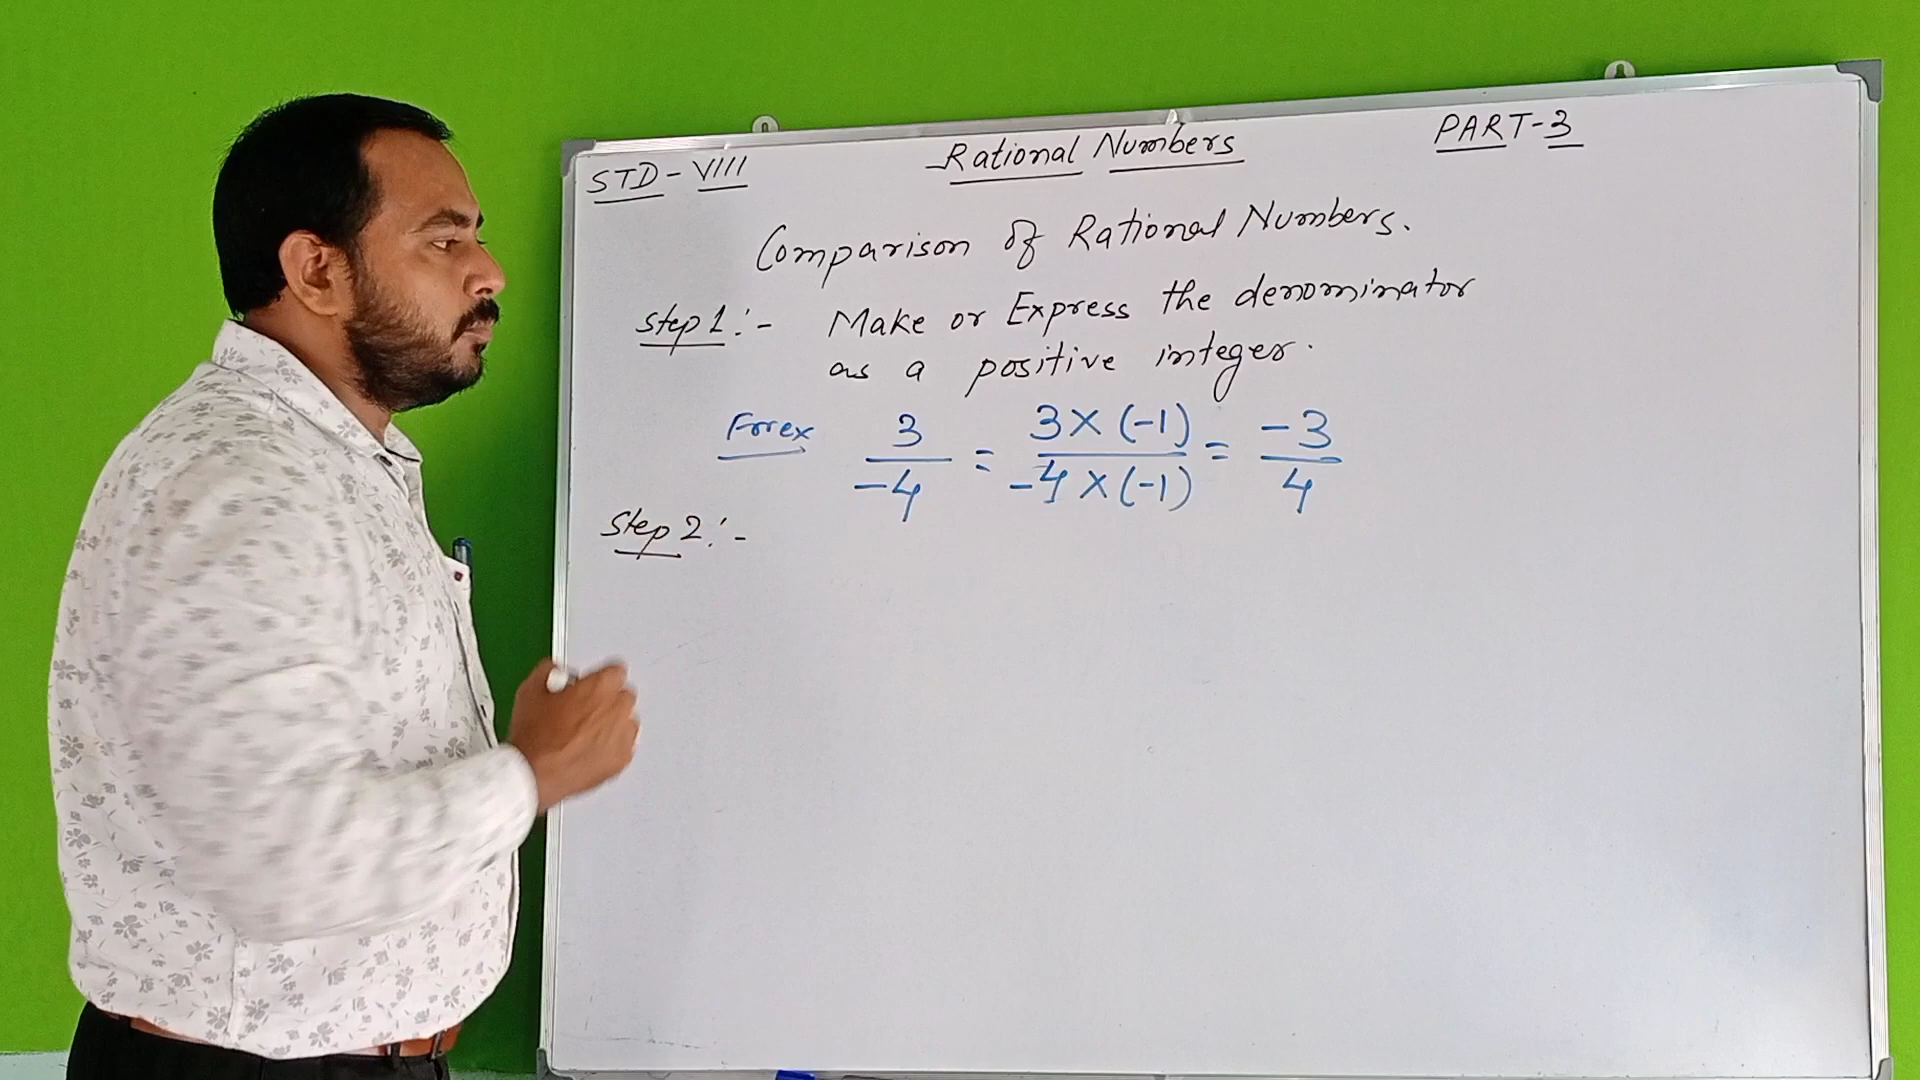 STD-VIII Rational Numbers PART-3
Comparison of Rational Numbers.
Step 1:- Make or Express the denominator
as a positive integer.
For ex 3/-4 = 3×(-1)/-4×(-1) = -3/4
Step 2:-